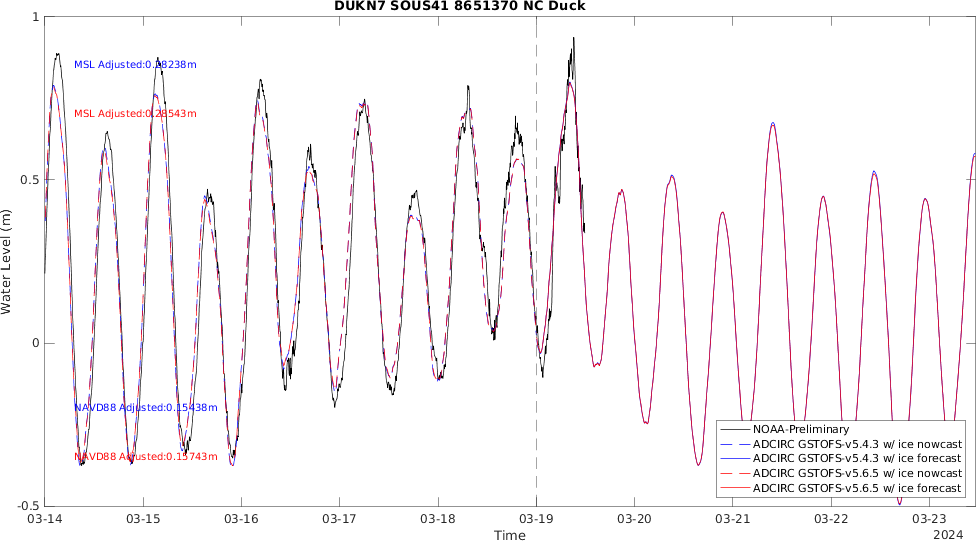 DUKN7 SOUS41 8651370 NC Duck
1
MSL Adjusted:0.28238m
MSL Adjusted:0.28543m
0.5
Water Level (m)
0
NAVD88 Adjusted:0.15438m
NAVD88 Adjusted:0.15743m
-0.5
NOAA-Preliminary
ADCIRC GSTOFS-v5.4.3 w/ ice nowcast
ADCIRC GSTOFS-v5.4.3 w/ ice forecast
ADCIRC GSTOFS-v5.6.5 w/ ice nowcast
ADCIRC GSTOFS-v5.6.5 w/ ice forecast
03-14 03-15 03-16 03-17 03-18 03-19 03-20 03-21 03-22 03-23
Time
2024